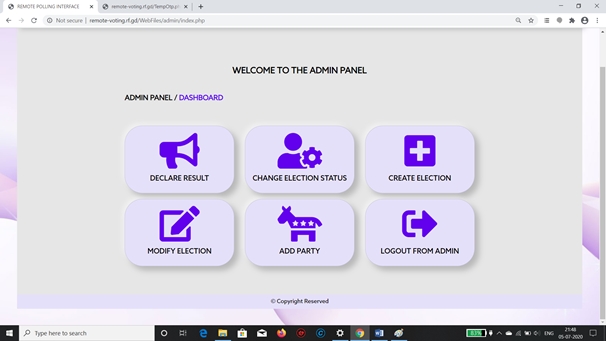 REMOTE POLLING INTERFACE
remote-voting.rf.gd/TempOtp.ph
Not secure | remote-voting.rf.gd/WebFiles/admin/index.php
WELCOME TO THE ADMIN PANEL
ADMIN PANEL / DASHBOARD
DECLARE RESULT
CHANGE ELECTION STATUS
CREATE ELECTION
MODIFY ELECTION
ADD PARTY
LOGOUT FROM ADMIN
© Copyright Reserved
Type here to search
83%
ENG
21:48
05-07-2020